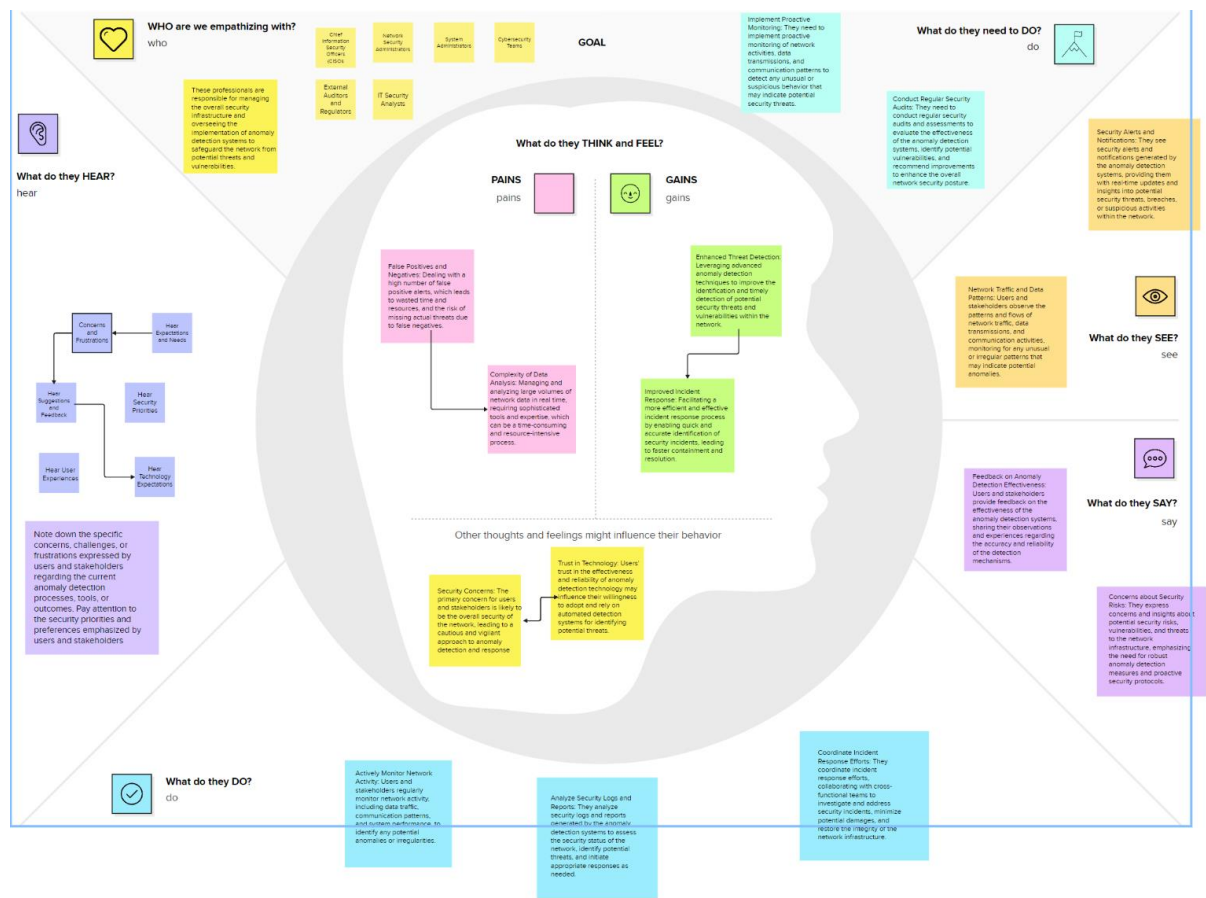 WHO are we empathizing with?
who
Chief
Information
Security
Officers
(CISOs)
Network
Security
Administrators
System
Administrators
Cybersecurity
Teams
External
Auditors
and
Regulators
IT Security
Analysts
These professionals are
responsible for managing
the overall security
infrastructure and
overseeing the
implementation of anomaly
detection systems to
safeguard the network from
potential threats and
vulnerabilities.
GOAL
Implement Proactive
Monitoring: They need to
implement proactive
monitoring of network
activities, data
transmissions, and
communication patterns to
detect any unusual or
suspicious behavior that
may indicate potential
security threats.
What do they need to DO?
do
Conduct Regular Security
Audits: They need to
conduct regular security
audits and assessments to
evaluate the effectiveness
of the anomaly detection
systems, identify potential
vulnerabilities, and
recommend improvements
to enhance the overall
network security posture.
Security Alerts and
Notifications: They see
security alerts and
notifications generated by
the anomaly detection
systems, providing them
with real-time updates and
insights into potential
security threats, breaches,
or suspicious activities
within the network.
Network Traffic and Data
Patterns: Users and
stakeholders observe the
patterns and flows of
network traffic, data
transmissions, and
communication activities,
monitoring for any unusual
or irregular patterns that
may indicate potential
anomalies.
What do they SEE?
see
What do they HEAR?
hear
Concerns
and
Frustrations
Hear
Expectations
and Needs
Hear
Suggestions
and
Feedback
Hear
Security
Priorities
Hear User
Experiences
Hear
Technology
Expectations
Note down the specific
concerns, challenges, or
frustrations expressed by
users and stakeholders
regarding the current
anomaly detection
processes, tools, or
outcomes. Pay attention to
the security priorities and
preferences emphasized by
users and stakeholders
What do they THINK and FEEL?
PAINS
pains
GAINS
gains
False Positives and
Negatives: Dealing with a
high number of false
positive alerts, which leads
to wasted time and
resources, and the risk of
missing actual threats due
to false negatives.
Complexity of Data
Analysis: Managing and
analyzing large volumes of
network data in real time,
requiring sophisticated
tools and expertise, which
can be a time-consuming
and resource-intensive
process.
Enhanced Threat Detection:
Leveraging advanced
anomaly detection
techniques to improve the
identification and timely
detection of potential
security threats and
vulnerabilities within the
network.
Improved Incident
Response: Facilitating a
more efficient and effective
incident response process
by enabling quick and
accurate identification of
security incidents, leading
to faster containment and
resolution.
Other thoughts and feelings might influence their behavior
Security Concerns: The
primary concern for users
and stakeholders is likely to
be the overall security of
the network, leading to a
cautious and vigilant
approach to anomaly
detection and response
Trust in Technology: Users'
trust in the effectiveness
and reliability of anomaly
detection technology may
influence their willingness
to adopt and rely on
automated detection
systems for identifying
potential threats.
What do they SAY?
say
Feedback on Anomaly
Detection Effectiveness:
Users and stakeholders
provide feedback on the
effectiveness of the
anomaly detection systems,
sharing their observations
and experiences regarding
the accuracy and reliability
of the detection
mechanisms.
Concerns about Security
Risks: They express
concerns and insights about
potential security risks,
vulnerabilities, and threats
to the network
infrastructure, emphasizing
the need for robust
anomaly detection
measures and proactive
security protocols.
What do they DO?
do
Actively Monitor Network
Activity: Users and
stakeholders regularly
monitor network activity,
including data traffic,
communication patterns,
and system performance, to
identify any potential
anomalies or irregularities.
Analyze Security Logs and
Reports: They analyze
security logs and reports
generated by the anomaly
detection systems to assess
the security status of the
network, identify potential
threats, and initiate
appropriate responses as
needed.
Coordinate Incident
Response Efforts: They
coordinate incident
response efforts,
collaborating with cross-
functional teams to
investigate and address
security incidents, minimize
potential damages, and
restore the integrity of the
network infrastructure.